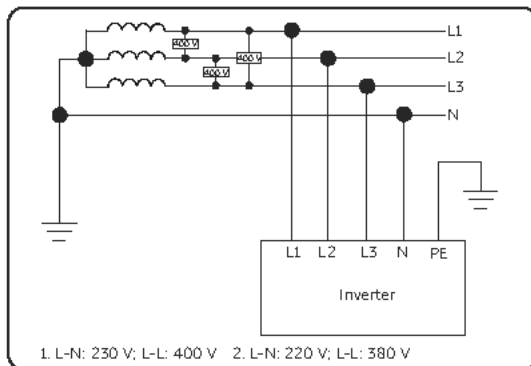 L1
400 V
L2
400 V
400 V
L3
N
L1 L2 L3 N PE
Inverter
1. L-N: 230 V; L-L: 400 V 2. L-N: 220 V; L-L: 380 V